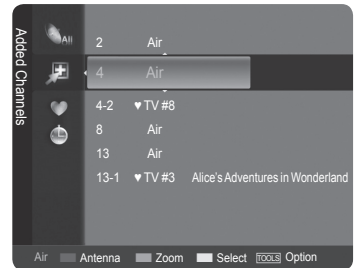 Added Channels
All
2 Air
4 Air
4-2 ♥ TV #8
8 Air
13 Air
13-1 ♥ TV #3 Alice's Adventures in Wonderland
Air Antenna Zoom Select TOOLS Option